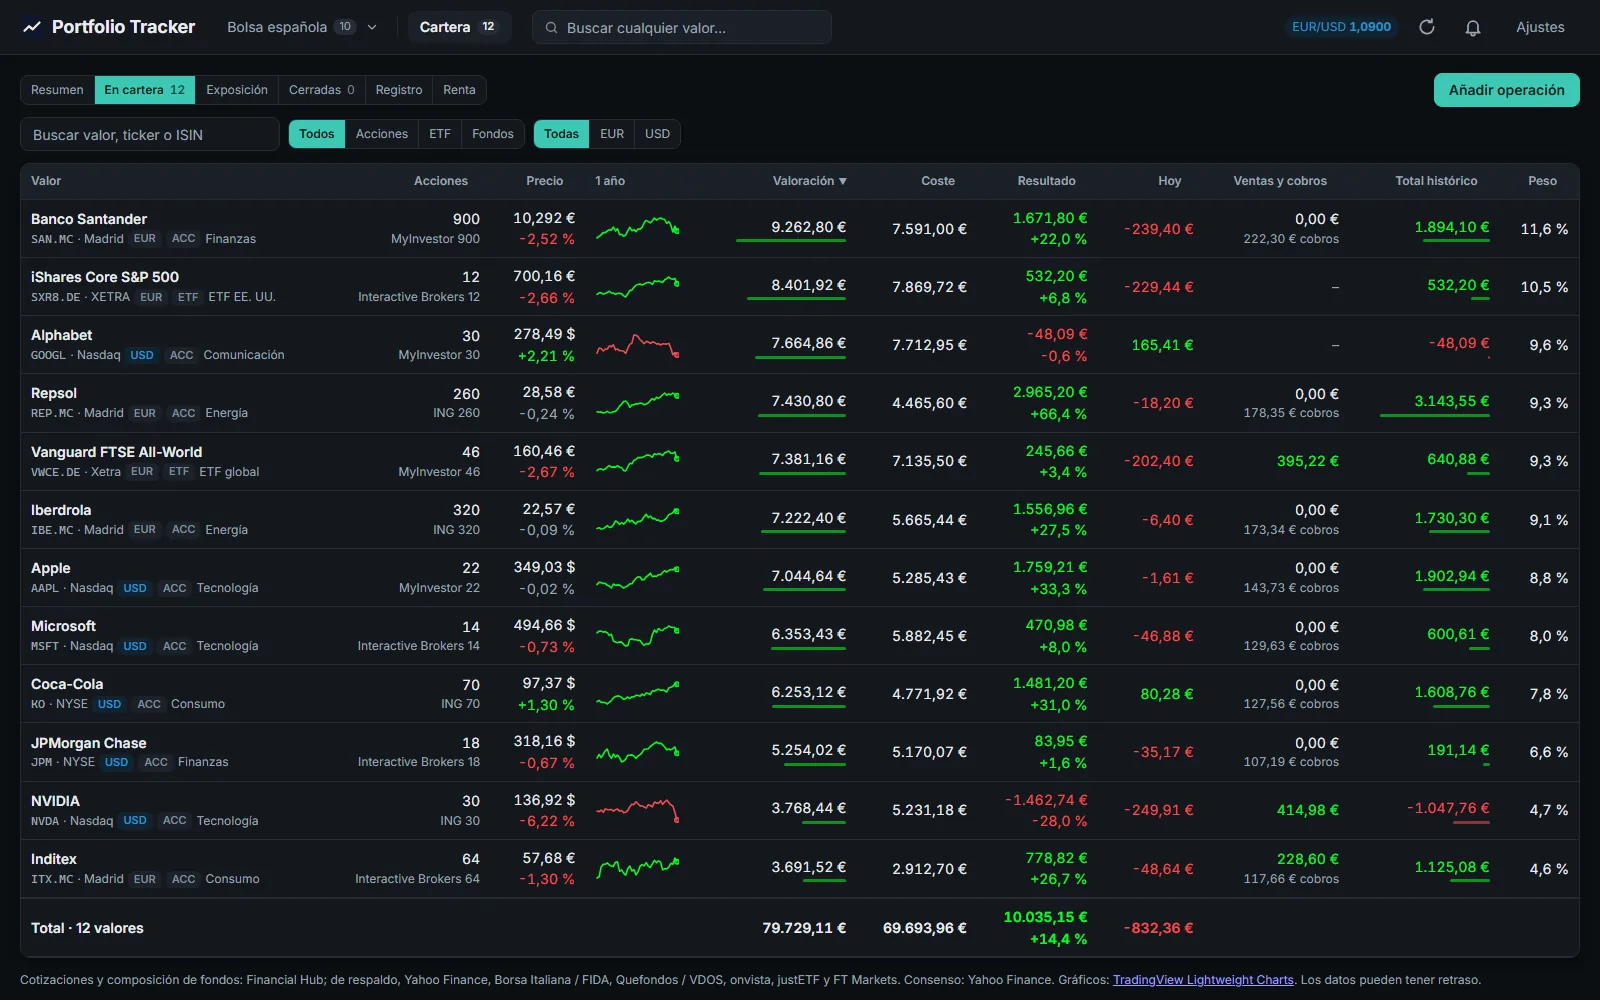 Portfolio Tracker
Bolsa española 10
Cartera 12
Buscar cualquier valor...
EUR/USD 1,0900
Ajustes
Resumen
En cartera 12
Exposición
Cerradas 0
Registro
Renta
Añadir operación
Buscar valor, ticker o ISIN
Todos
Acciones
ETF
Fondos
Todas
EUR
USD
Valor Acciones Precio 1 año Valoración ▼ Coste Resultado Hoy Ventas y cobros Total histórico Peso
Banco Santander 900 10,292 € 9.262,80 € 7.591,00 € 1.671,80 € -239,40 € 0,00 € 1.894,10 € 11,6 %
SAN.MC · Madrid EUR ACC Finanzas MyInvestor 900 -2,52 % +22,0 % 222,30 € cobros
iShares Core S&P 500 12 700,16 € 8.401,92 € 7.869,72 € 532,20 € -229,44 € – 532,20 € 10,5 %
SXR8.DE · XETRA EUR ETF ETF EE. UU. Interactive Brokers 12 -2,66 % +6,8 %
Alphabet 30 278,49 $ 7.664,86 € 7.712,95 € -48,09 € 165,41 € – -48,09 € 9,6 %
GOOGL · Nasdaq USD ACC Comunicación MyInvestor 30 +2,21 % -0,6 %
Repsol 260 28,58 € 7.430,80 € 4.465,60 € 2.965,20 € -18,20 € 0,00 € 3.143,55 € 9,3 %
REP.MC · Madrid EUR ACC Energía ING 260 -0,24 % +66,4 % 178,35 € cobros
Vanguard FTSE All-World 46 160,46 € 7.381,16 € 7.135,50 € 245,66 € -202,40 € 395,22 € 640,88 € 9,3 %
VWCE.DE · Xetra EUR ETF ETF global MyInvestor 46 -2,67 % +3,4 %
Iberdrola 320 22,57 € 7.222,40 € 5.665,44 € 1.556,96 € -6,40 € 0,00 € 1.730,30 € 9,1 %
IBE.MC · Madrid EUR ACC Energía ING 320 -0,09 % +27,5 % 173,34 € cobros
Apple 22 349,03 $ 7.044,64 € 5.285,43 € 1.759,21 € -1,61 € 0,00 € 1.902,94 € 8,8 %
AAPL · Nasdaq USD ACC Tecnología MyInvestor 22 -0,02 % +33,3 % 143,73 € cobros
Microsoft 14 494,66 $ 6.353,43 € 5.882,45 € 470,98 € -46,88 € 0,00 € 600,61 € 8,0 %
MSFT · Nasdaq USD ACC Tecnología Interactive Brokers 14 -0,73 % +8,0 % 129,63 € cobros
Coca-Cola 70 97,37 $ 6.253,12 € 4.771,92 € 1.481,20 € 80,28 € 0,00 € 1.608,76 € 7,8 %
KO · NYSE USD ACC Consumo ING 70 +1,30 % +31,0 % 127,56 € cobros
JPMorgan Chase 18 318,16 $ 5.254,02 € 5.170,07 € 83,95 € -35,17 € 0,00 € 191,14 € 6,6 %
JPM · NYSE USD ACC Finanzas Interactive Brokers 18 -0,67 % +1,6 % 107,19 € cobros
NVIDIA 30 136,92 $ 3.768,44 € 5.231,18 € -1.462,74 € -249,91 € 414,98 € -1.047,76 € 4,7 %
NVDA · Nasdaq USD ACC Tecnología ING 30 -6,22 % -28,0 %
Inditex 64 57,68 € 3.691,52 € 2.912,70 € 778,82 € -48,64 € 228,60 € 1.125,08 € 4,6 %
ITX.MC · Madrid EUR ACC Consumo Interactive Brokers 64 -1,30 % +26,7 % 117,66 € cobros
Total · 12 valores 79.729,11 € 69.693,96 € 10.035,15 € -832,36 €
+14,4 %
Cotizaciones y composición de fondos: Financial Hub; de respaldo, Yahoo Finance, Borsa Italiana / FIDA, Quefondos / VDOS, onvista, justETF y FT Markets. Consenso: Yahoo Finance. Gráficos: TradingView Lightweight Charts. Los datos pueden tener retraso.